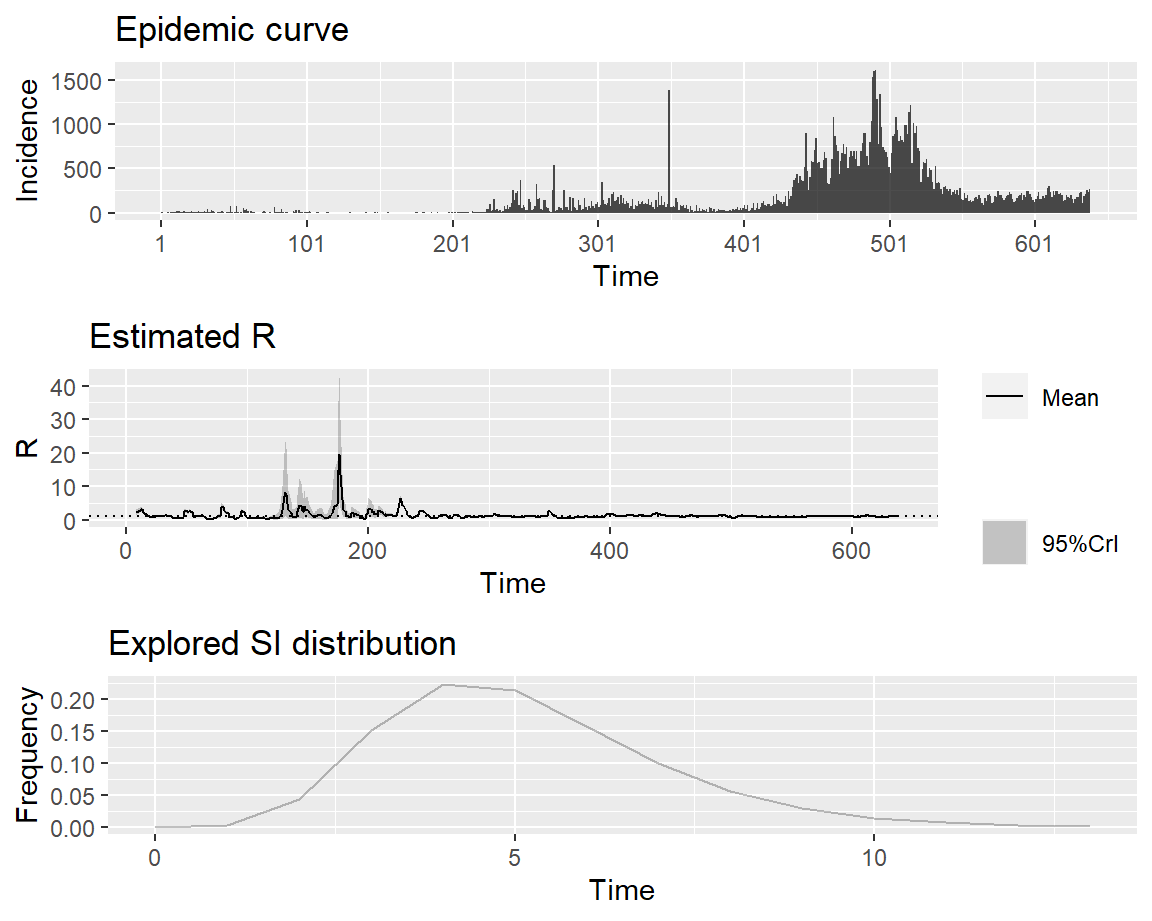 Epidemic curve
Incidence
1500
1000
500
0
1 101 201 301 401 501 601
Time
Estimated R
R
40
30
20
10
0
0 200 400 600
Time
Mean
95%CrI
Explored SI distribution
Frequency
0.20
0.15
0.10
0.05
0.00
0 5 10
Time